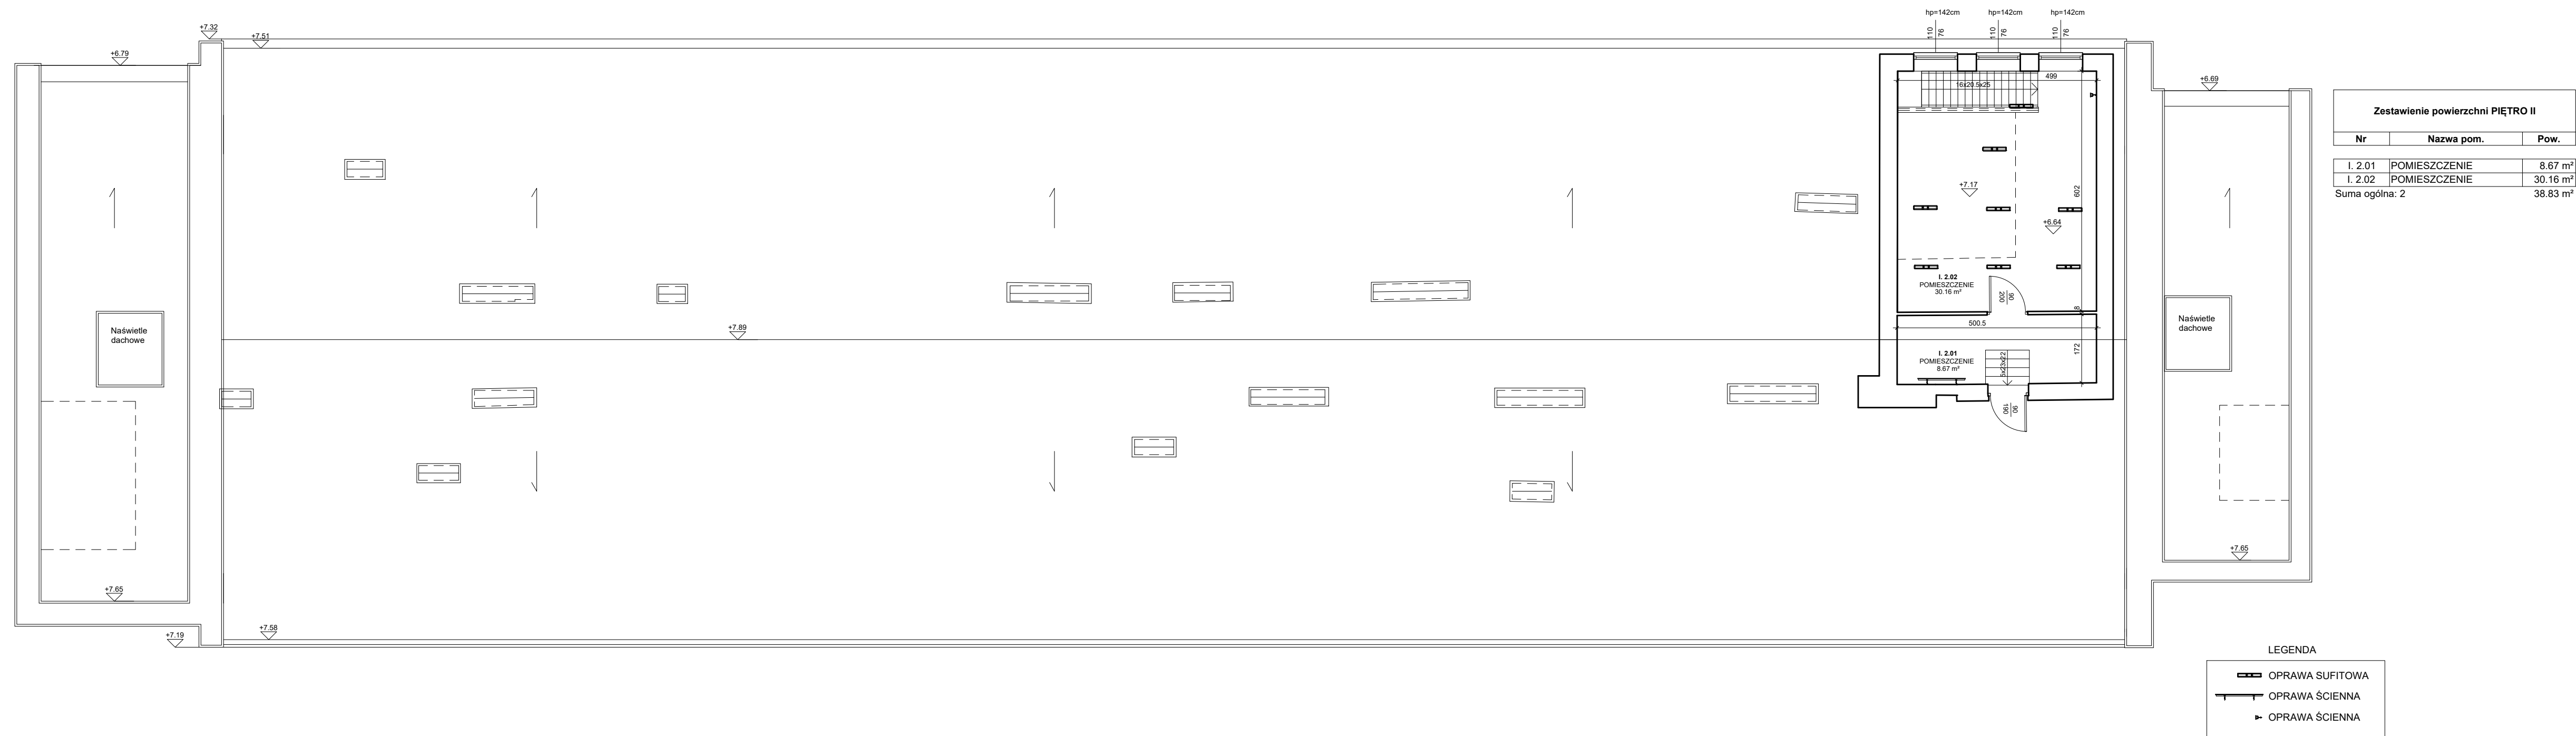 hp=142cm hp=142cm hp=142cm
110 76
110 76
110 76
+7.32
+7.51
+6.79
499
16x20.5x25
+6.69
Zestawienie powierzchni PIĘTRO II
Nr Nazwa pom. Pow.
I. 2.01 POMIESZCZENIE 8.67 m²
I. 2.02 POMIESZCZENIE 30.16 m²
Suma ogólna: 2 38.83 m²
+7.17
602
+6.64
I. 2.02
POMIESZCZENIE
30.16 m²
90
200
8
500.5
172
I. 2.01
POMIESZCZENIE
8.67 m²
5x23x22
90
190
Naświetle
dachowe
+7.89
Naświetle
dachowe
+7.65
+7.65
+7.19
+7.58
LEGENDA
OPRAWA SUFITOWA
OPRAWA ŚCIENNA
OPRAWA ŚCIENNA